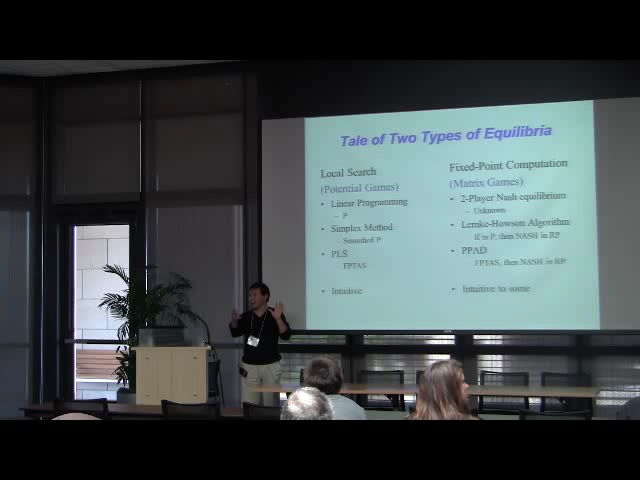 Tale of Two Types of Equilibria
Local Search
(Potential Games)
• Linear Programming
– P
• Simplex Method
– Smoothed P
• PLS
– FPTAS
• Intuitive
Fixed-Point Computation
(Matrix Games)
• 2-Player Nash equilibrium
– Unknown
• Lemke-Howson Algorithm
If in P, then NASH in RP
• PPAD
FPTAS, then NASH in RP
• Intuitive to some